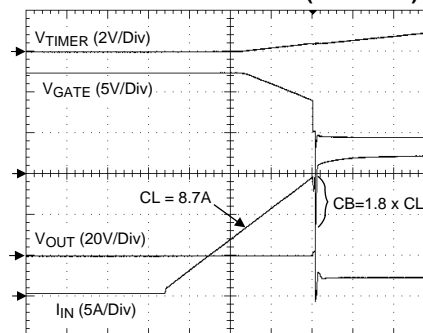 VTIMER (2V/Div)
VGATE (5V/Div)
CL = 8.7A
CB=1.8 x CL
VOUT (20V/Div)
IIN (5A/Div)